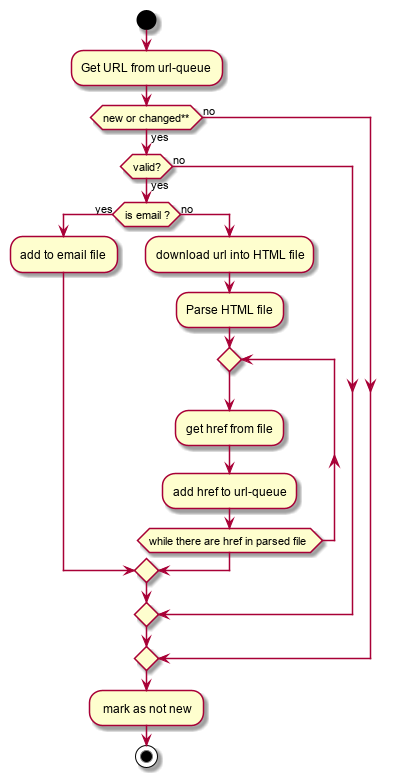 Get URL from url-queue
new or changed**
no
yes
valid?
no
yes
yes
is email ?
no
add to email file
download url into HTML file
Parse HTML file
get href from file
add href to url-queue
while there are href in parsed file
mark as not new